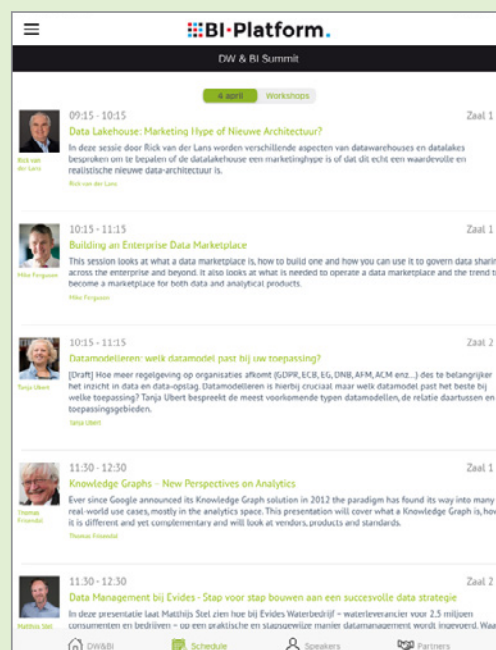 BI-Platform.
DW & BI Summit
4 april
Workshops
09:15 - 10:15
Zaal 1
Data Lakehouse: Marketing Hype of Nieuwe Architectuur?
In deze sessie door Rick van der Lans worden verschillende aspecten van datawarehouses en datalakes
besproken om te bepalen of de datalakehouse een marketinghype is of dat dit echt een waardevolle en
realistische nieuwe data-architectuur is.
Rick van
der Lans
Rick van der Lans
10:15 - 11:15
Zaal 1
Building an Enterprise Data Marketplace
This session looks at what a data marketplace is, how to build one and how you can use it to govern data sharin
across the enterprise and beyond. It also looks at what is needed to operate a data marketplace and the trend t
become a marketplace for both data and analytical products.
Mike Ferguson
Mike Ferguson
10:15 - 11:15
Zaal 2
Datamodelleren: welk datamodel past bij uw toepassing?
[Draft] Hoe meer regelgeving op organisaties afkomt (GDPR, ECB, EG, DNB, AFM, ACM enz...) des te belangrijker
het inzicht in data en data-opslag. Datamodelleren is hierbij cruciaal maar welk datamodel past het beste bij
welke toepassing? Tanja Ubert bespreekt de meest voorkomende typen datamodellen, de relatie daartussen en
toepassingsgebieden.
Tanja Ubert
Tanja Ubert
11:30 - 12:30
Zaal 1
Knowledge Graphs – New Perspectives on Analytics
Ever since Google announced its Knowledge Graph solution in 2012 the paradigm has found its way into many
real-world use cases, mostly in the analytics space. This presentation will cover what a Knowledge Graph is, how
it is different and yet complementary and will look at vendors, products and standards.
Thomas
Frisendal
Thomas Frisendal
11:30 - 12:30
Zaal 2
Data Management bij Evides - Stap voor stap bouwen aan een succesvolle data strategie
In deze presentatie laat Matthijs Stel zien hoe bij Evides Waterbedrijf – waterleverancier voor 2.5 miljoen
consumenten en bedrijven – op een praktische en stapsgewijze manier datamanagement wordt ingevoerd. Waa
Matthijs Stel
DW&BI
Schedule
Speakers
Partners